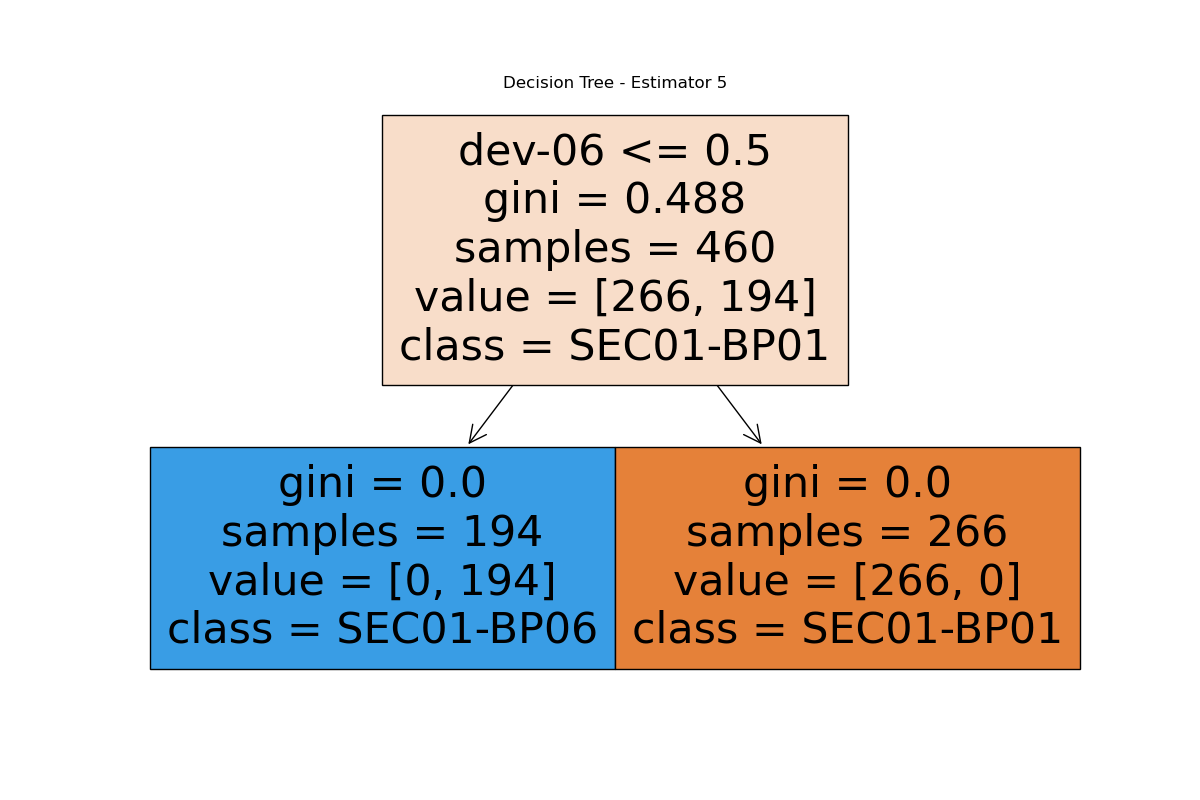 Decision Tree - Estimator 5
dev-06 <= 0.5
gini = 0.488
samples = 460
value = [266, 194]
class = SEC01-BP01
gini = 0.0
samples = 194
value = [0, 194]
class = SEC01-BP06
gini = 0.0
samples = 266
value = [266, 0]
class = SEC01-BP01